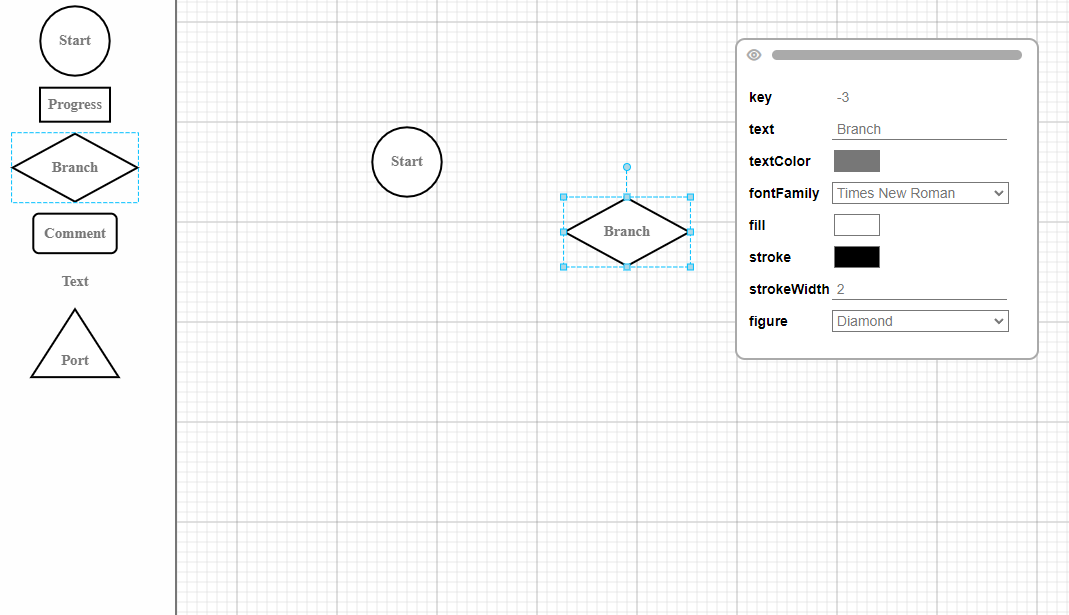 Start
Progress
Branch
Comment
Text
Port
Start
Branch
key -3
text Branch
textColor
fontFamily Times New Roman
fill
stroke
strokeWidth 2
figure Diamond